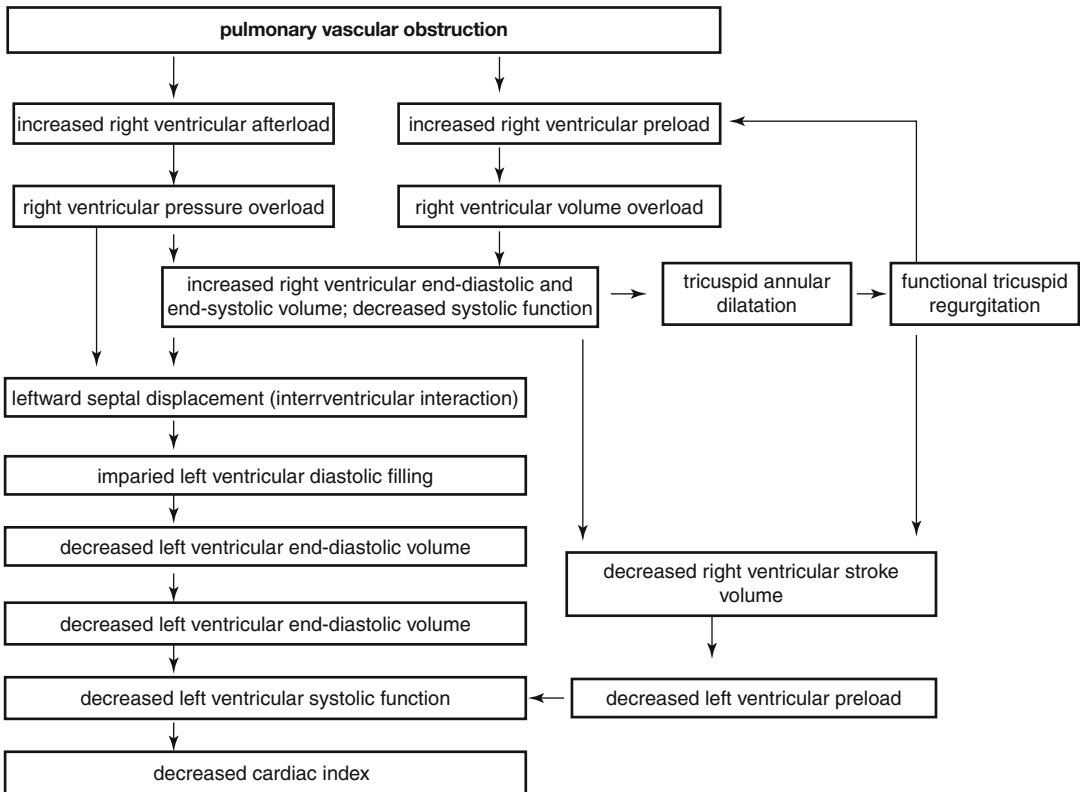 pulmonary vascular obstruction
increased right ventricular afterload
increased right ventricular preload
right ventricular pressure overload
right ventricular volume overload
increased right ventricular end-diastolic and
end-systolic volume; decreased systolic function
tricuspid annular
dilatation
functional tricuspid
regurgitation
leftward septal displacement (interrventricular interaction)
imparied left ventricular diastolic filling
decreased left ventricular end-diastolic volume
decreased right ventricular stroke
volume
decreased left ventricular end-diastolic volume
decreased left ventricular systolic function
decreased left ventricular preload
decreased cardiac index